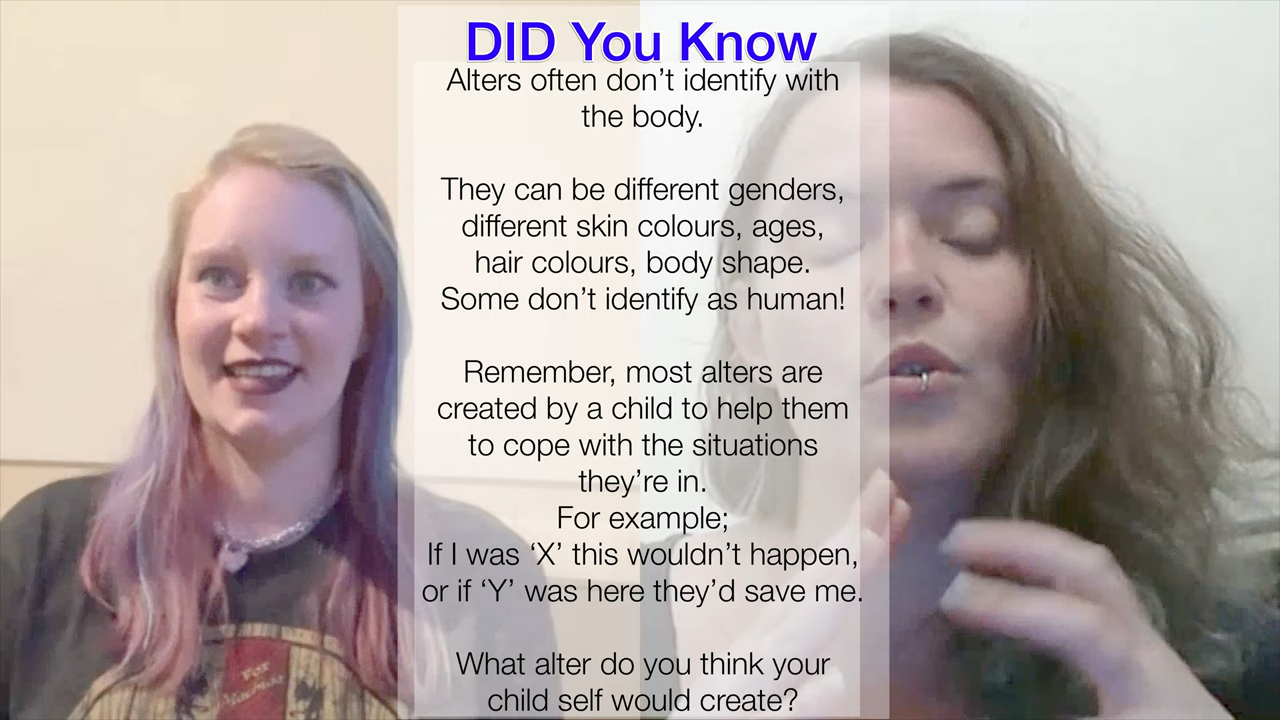 DID You Know
Alters often don’t identify with
the body.
They can be different genders,
different skin colours, ages,
hair colours, body shape.
Some don’t identify as human!
Remember, most alters are
created by a child to help them
to cope with the situations
they’re in.
For example;
If I was ‘X’ this wouldn’t happen,
or if ‘Y’ was here they’d save me.
What alter do you think your
child self would create?